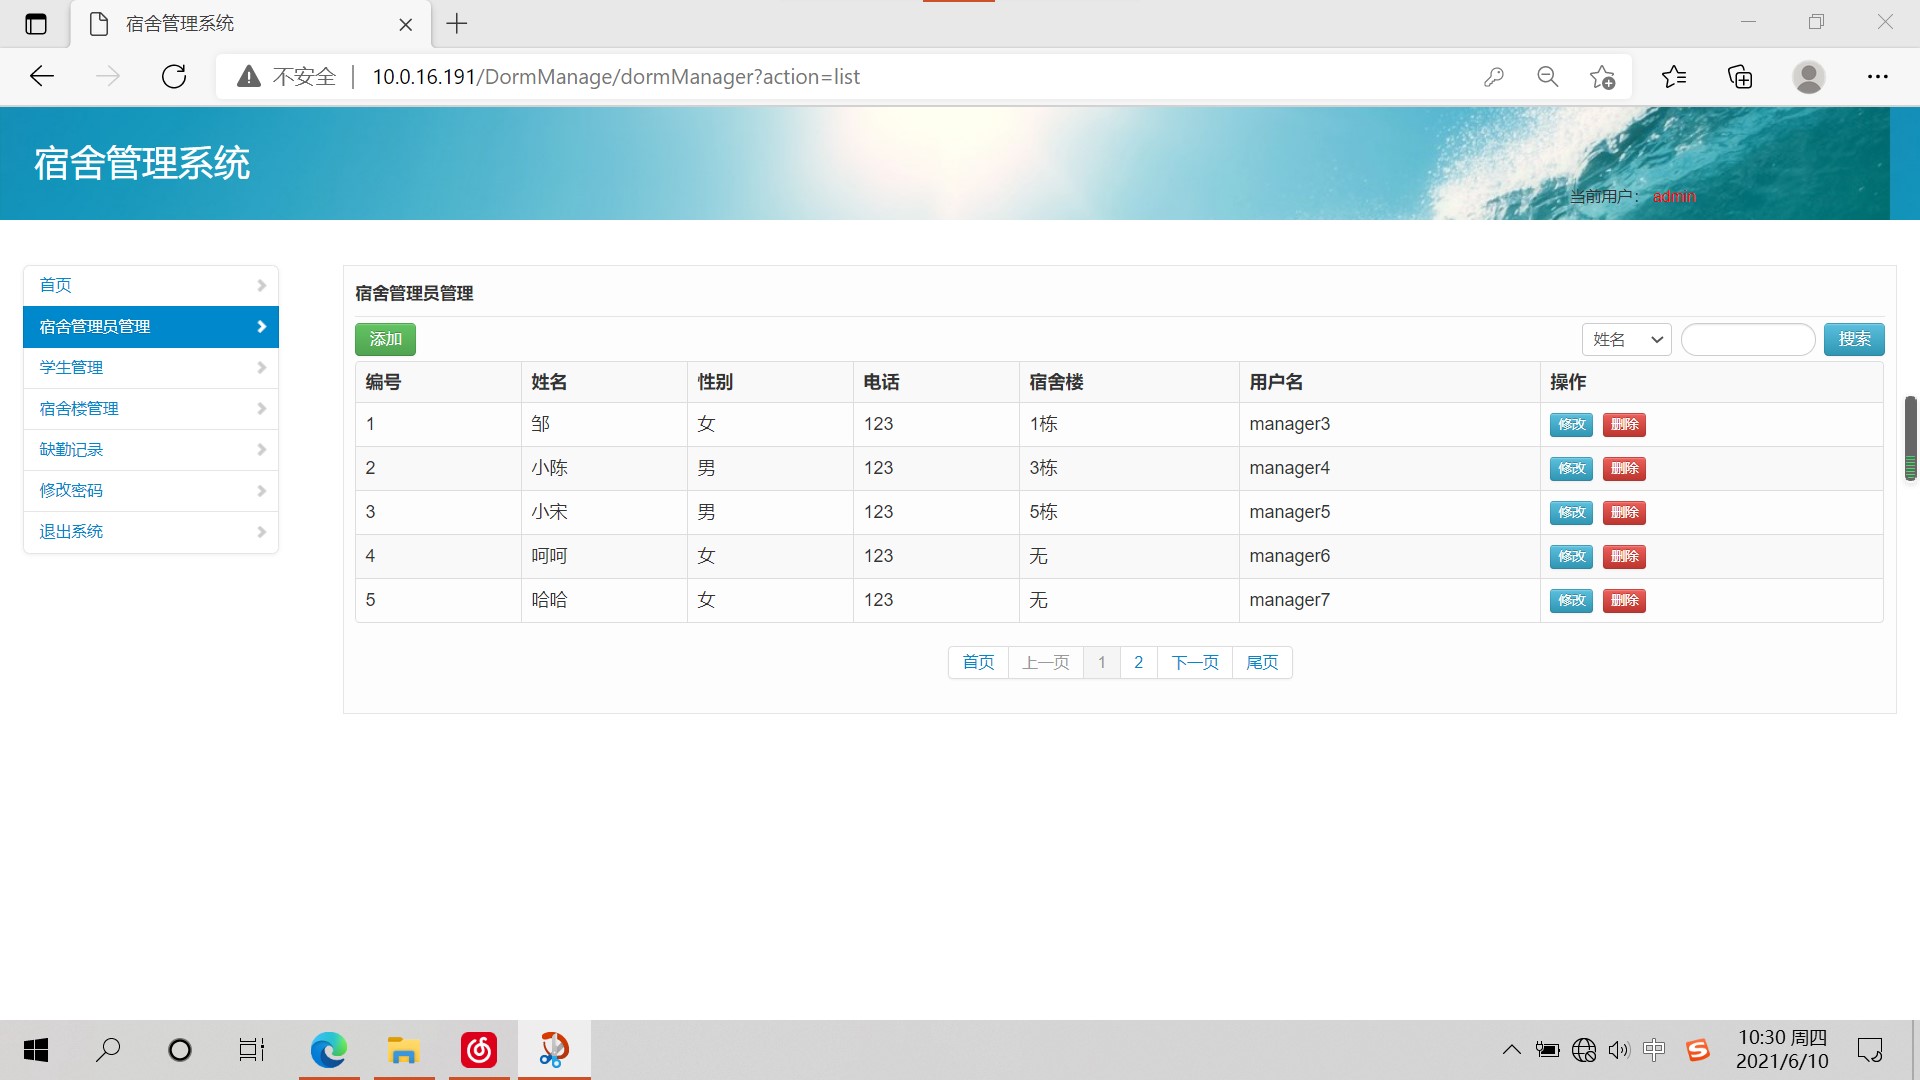 宿舍管理系统
不安全 10.0.16.191/DormManage/dormManager?action=list
宿舍管理系统
当前用户： admin
首页
宿舍管理员管理
学生管理
宿舍楼管理
缺勤记录
修改密码
退出系统
宿舍管理员管理
添加 姓名 搜索
编号 姓名 性别 电话 宿舍楼 用户名 操作
1 邹 女 123 1栋 manager3 修改 删除
2 小陈 男 123 3栋 manager4 修改 删除
3 小宋 男 123 5栋 manager5 修改 删除
4 呵呵 女 123 无 manager6 修改 删除
5 哈哈 女 123 无 manager7 修改 删除
首页 上一页 1 2 下一页 尾页
中 10:30 周四
2021/6/10